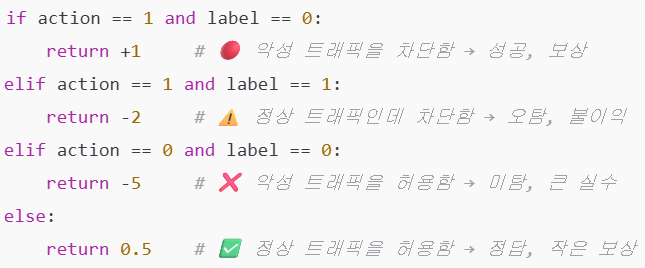 if action == 1 and label == 0:
    return +1     # 🔴 악성 트래픽을 차단함 → 성공, 보상
elif action == 1 and label == 1:
    return -2     # ⚠️ 정상 트래픽인데 차단함 → 오탐, 불이익
elif action == 0 and label == 0:
    return -5     # ❌ 악성 트래픽을 허용함 → 미탐, 큰 실수
else:
    return 0.5    # ✅ 정상 트래픽을 허용함 → 정답, 작은 보상